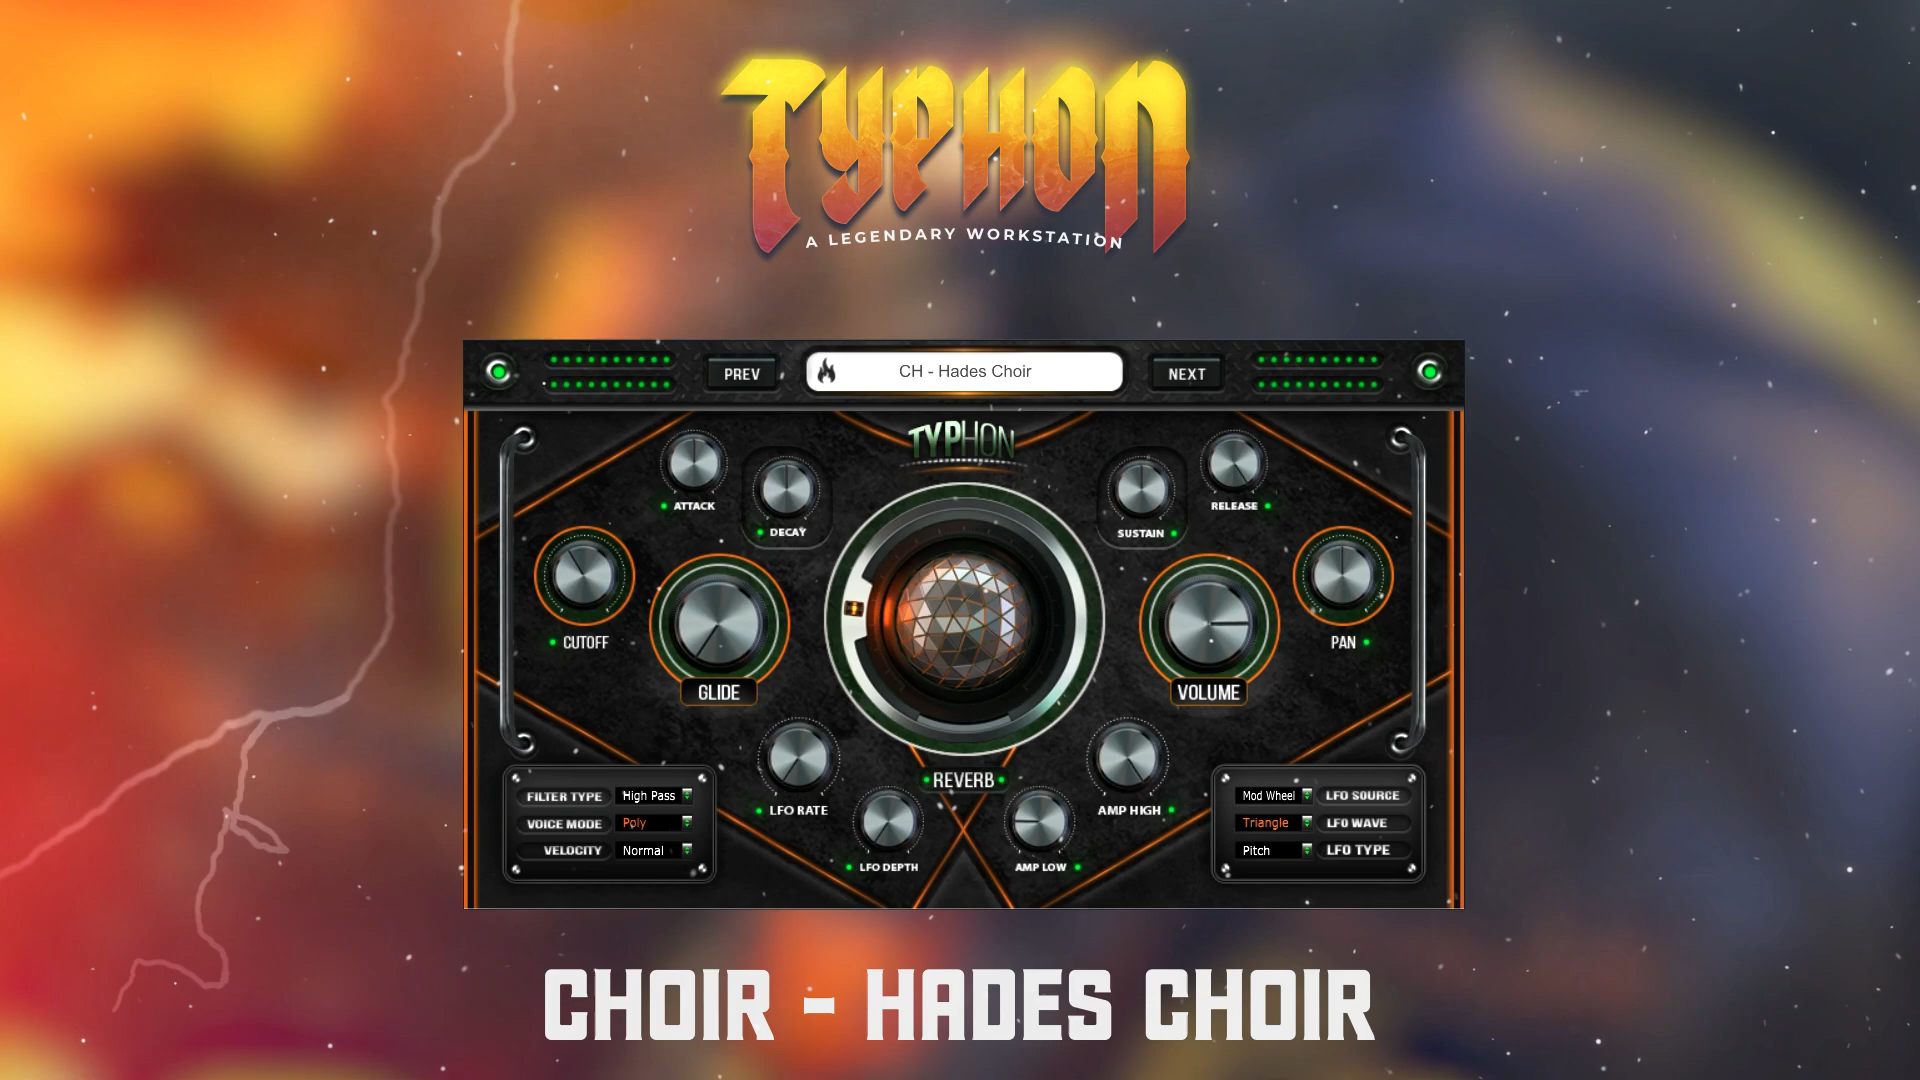 TYPHON
A LEGENDARY WORKSTATION
PREV
CH - Hades Choir
NEXT
TYPHON
ATTACK
DECAY
SUSTAIN
RELEASE
CUTOFF
GLIDE
VOLUME
PAN
REVERB
LFO RATE
LFO DEPTH
AMP LOW
AMP HIGH
FILTER TYPE High Pass
VOICE MODE Poly
VELOCITY Normal
Mod Wheel LFO SOURCE
Triangle LFO WAVE
Pitch LFO TYPE
CHOIR - HADES CHOIR